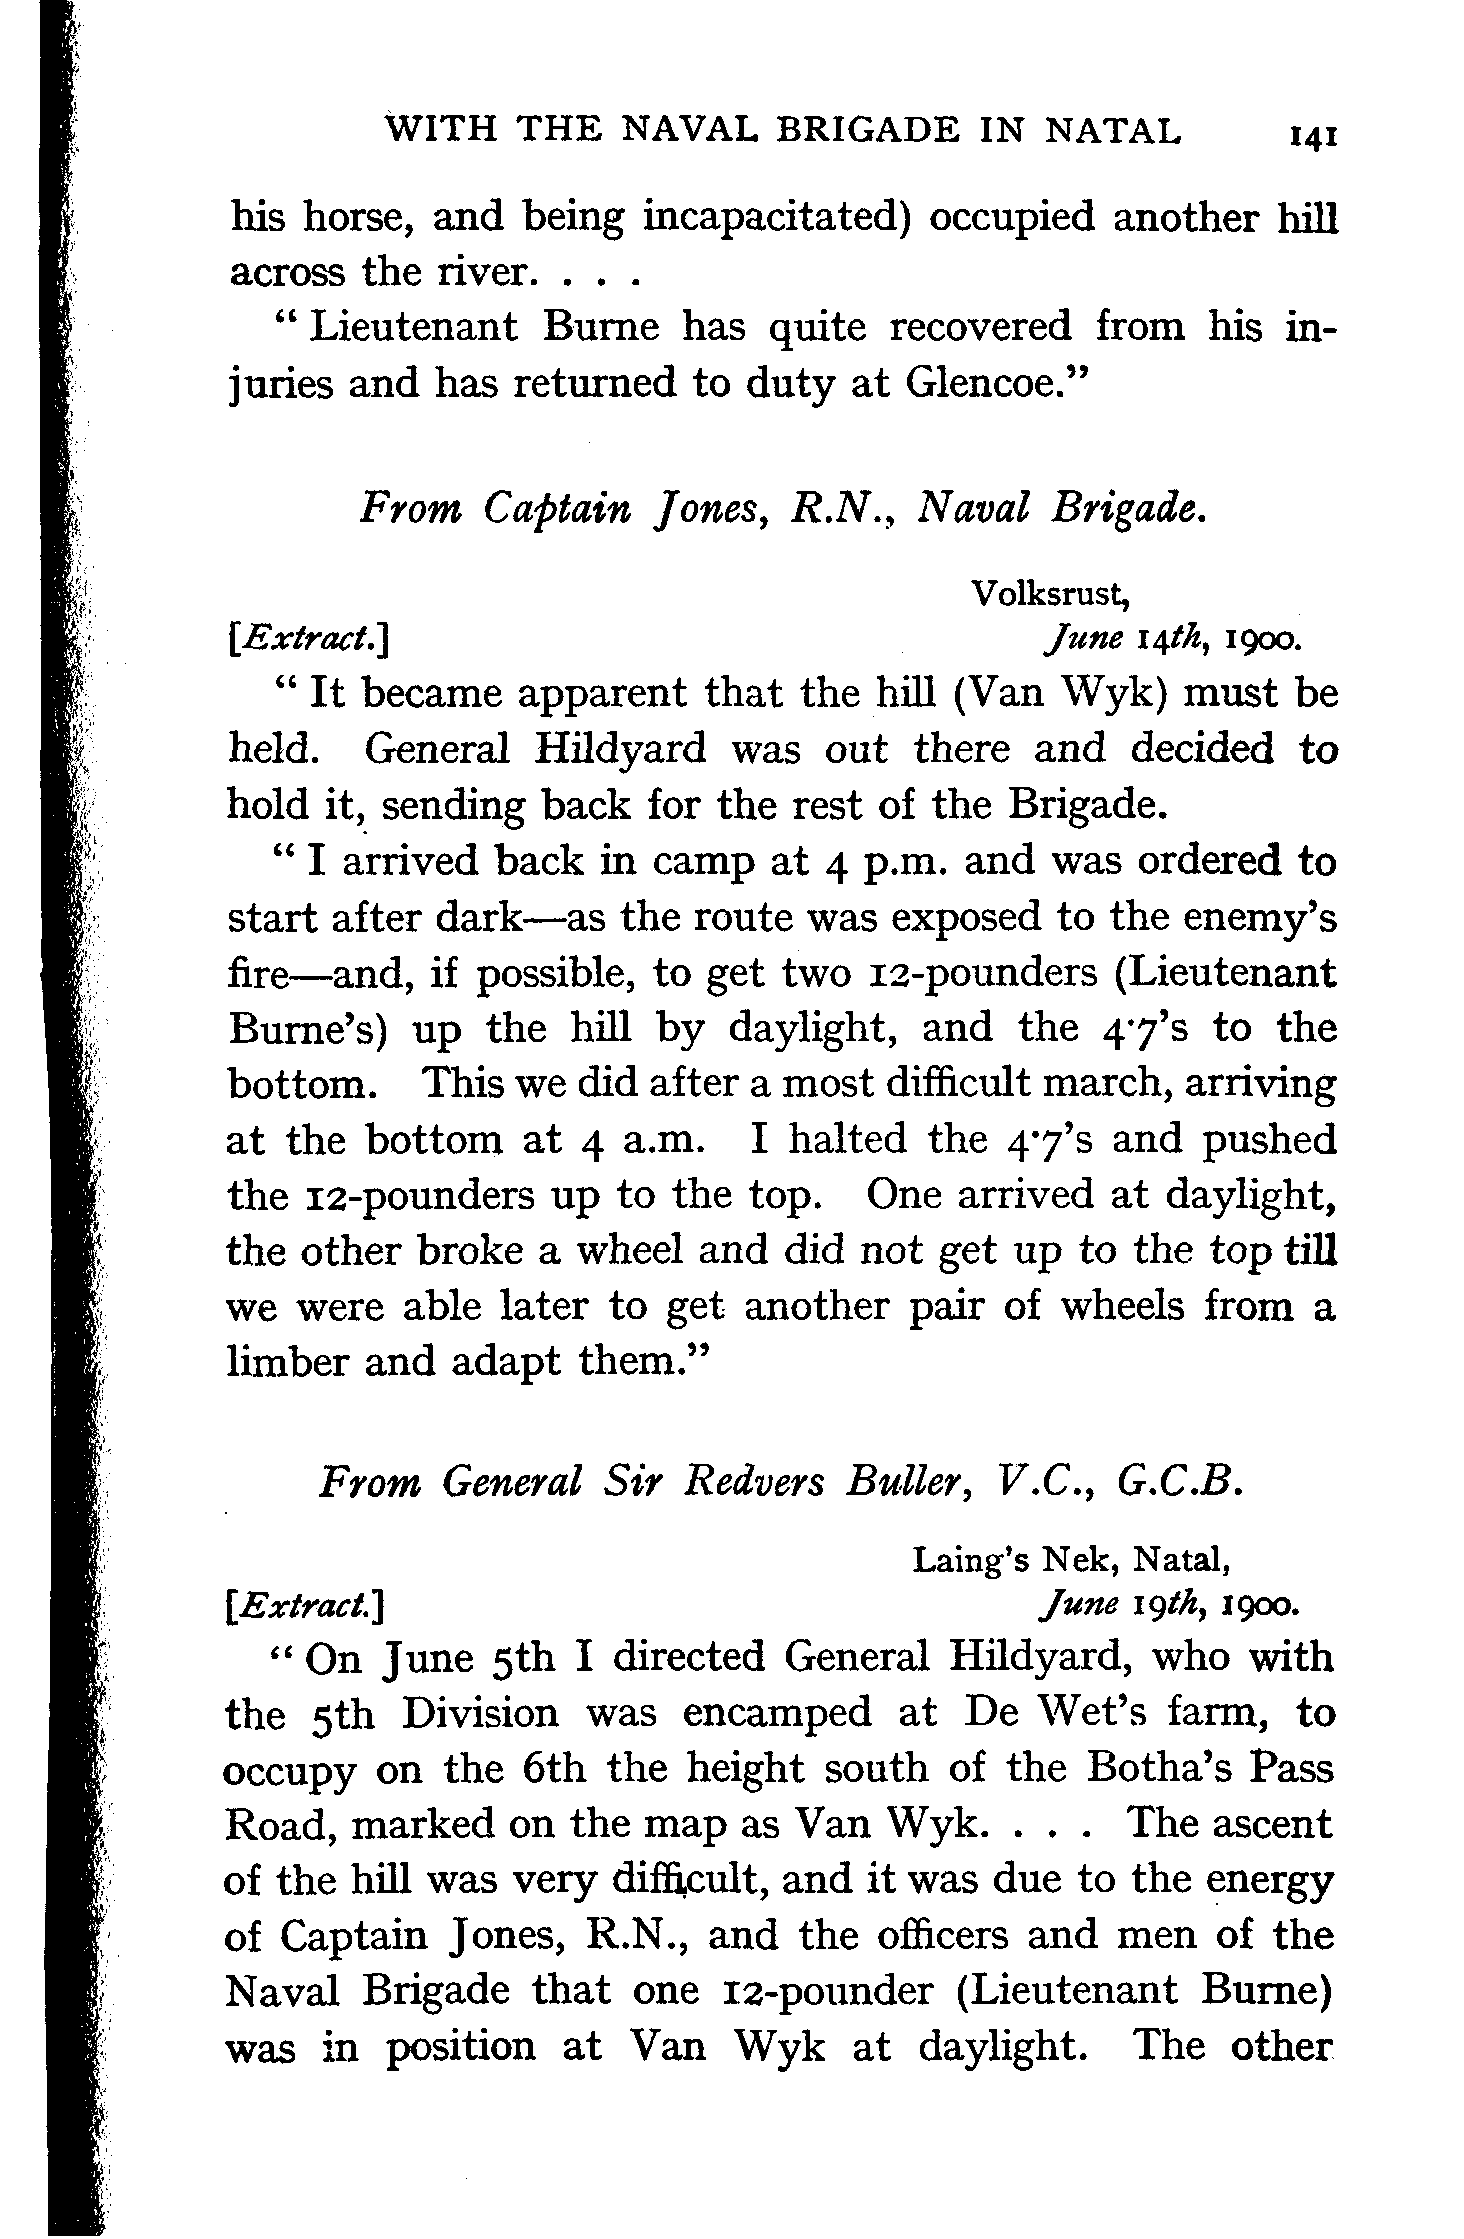 WITH THE NAVAL BRIGADE IN NATAL 141
his horse, and being incapacitated) occupied another hill
across the river. . . .
“ Lieutenant Burne has quite recovered from his in-
juries and has returned to duty at Glencoe.”
From Captain Jones, R.N., Naval Brigade.
Volksrust,
[Extract.] June 14th, 1900.
“ It became apparent that the hill (Van Wyk) must be
held. General Hildyard was out there and decided to
hold it, sending back for the rest of the Brigade.
“ I arrived back in camp at 4 p.m. and was ordered to
start after dark—as the route was exposed to the enemy’s
fire—and, if possible, to get two 12-pounders (Lieutenant
Burne’s) up the hill by daylight, and the 4·7’s to the
bottom. This we did after a most difficult march, arriving
at the bottom at 4 a.m. I halted the 4·7’s and pushed
the 12-pounders up to the top. One arrived at daylight,
the other broke a wheel and did not get up to the top till
we were able later to get another pair of wheels from a
limber and adapt them.”
From General Sir Redvers Buller, V.C., G.C.B.
Laing’s Nek, Natal,
[Extract.] June 19th, 1900.
“ On June 5th I directed General Hildyard, who with
the 5th Division was encamped at De Wet’s farm, to
occupy on the 6th the height south of the Botha’s Pass
Road, marked on the map as Van Wyk. . . . The ascent
of the hill was very difficult, and it was due to the energy
of Captain Jones, R.N., and the officers and men of the
Naval Brigade that one 12-pounder (Lieutenant Burne)
was in position at Van Wyk at daylight. The other